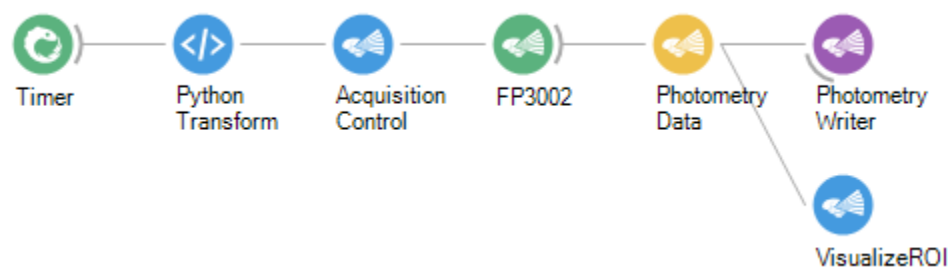 </>
Timer
Python
Transform
Acquisition
Control
FP3002
Photometry
Data
Photometry
Writer
VisualizeROI